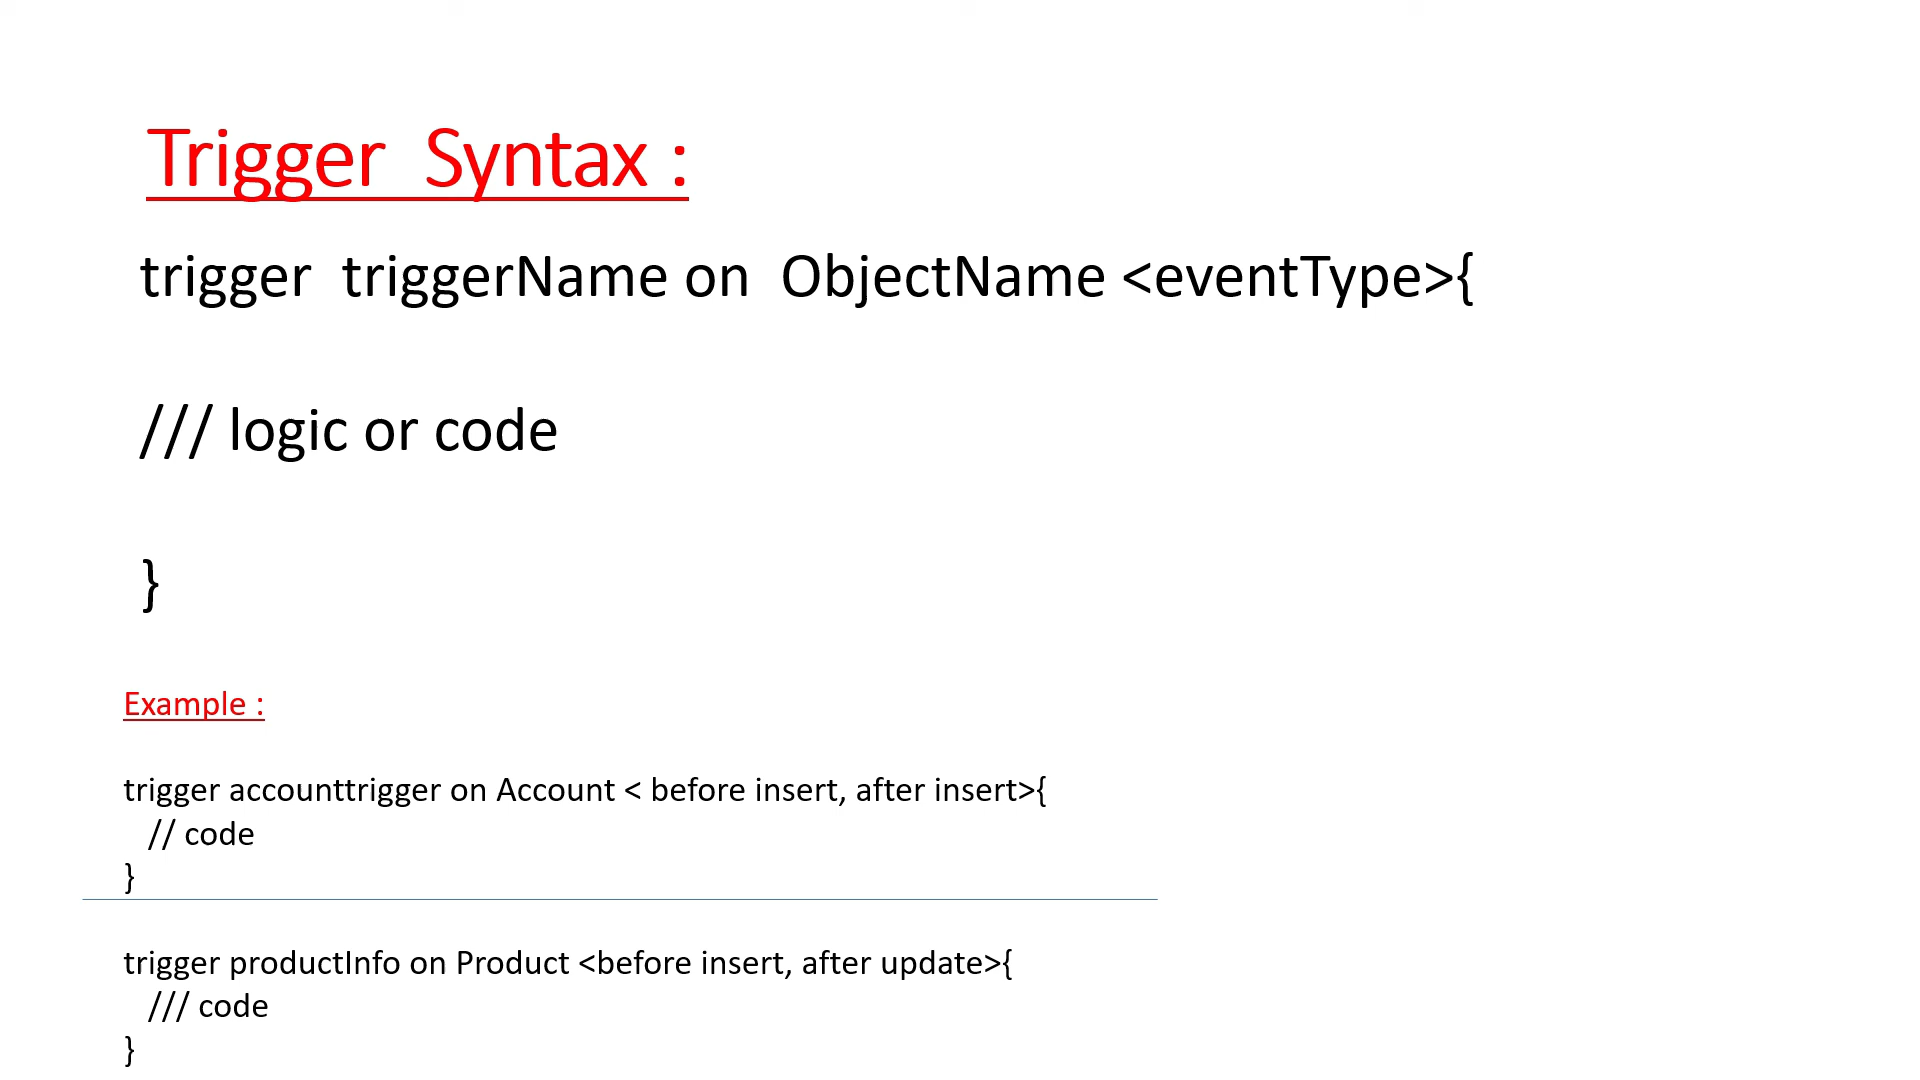 Trigger  Syntax :
trigger  triggerName on  ObjectName <eventType>{
/// logic or code
}
Example :
trigger accounttrigger on Account < before insert, after insert>{
// code
}
trigger productInfo on Product <before insert, after update>{
/// code
}